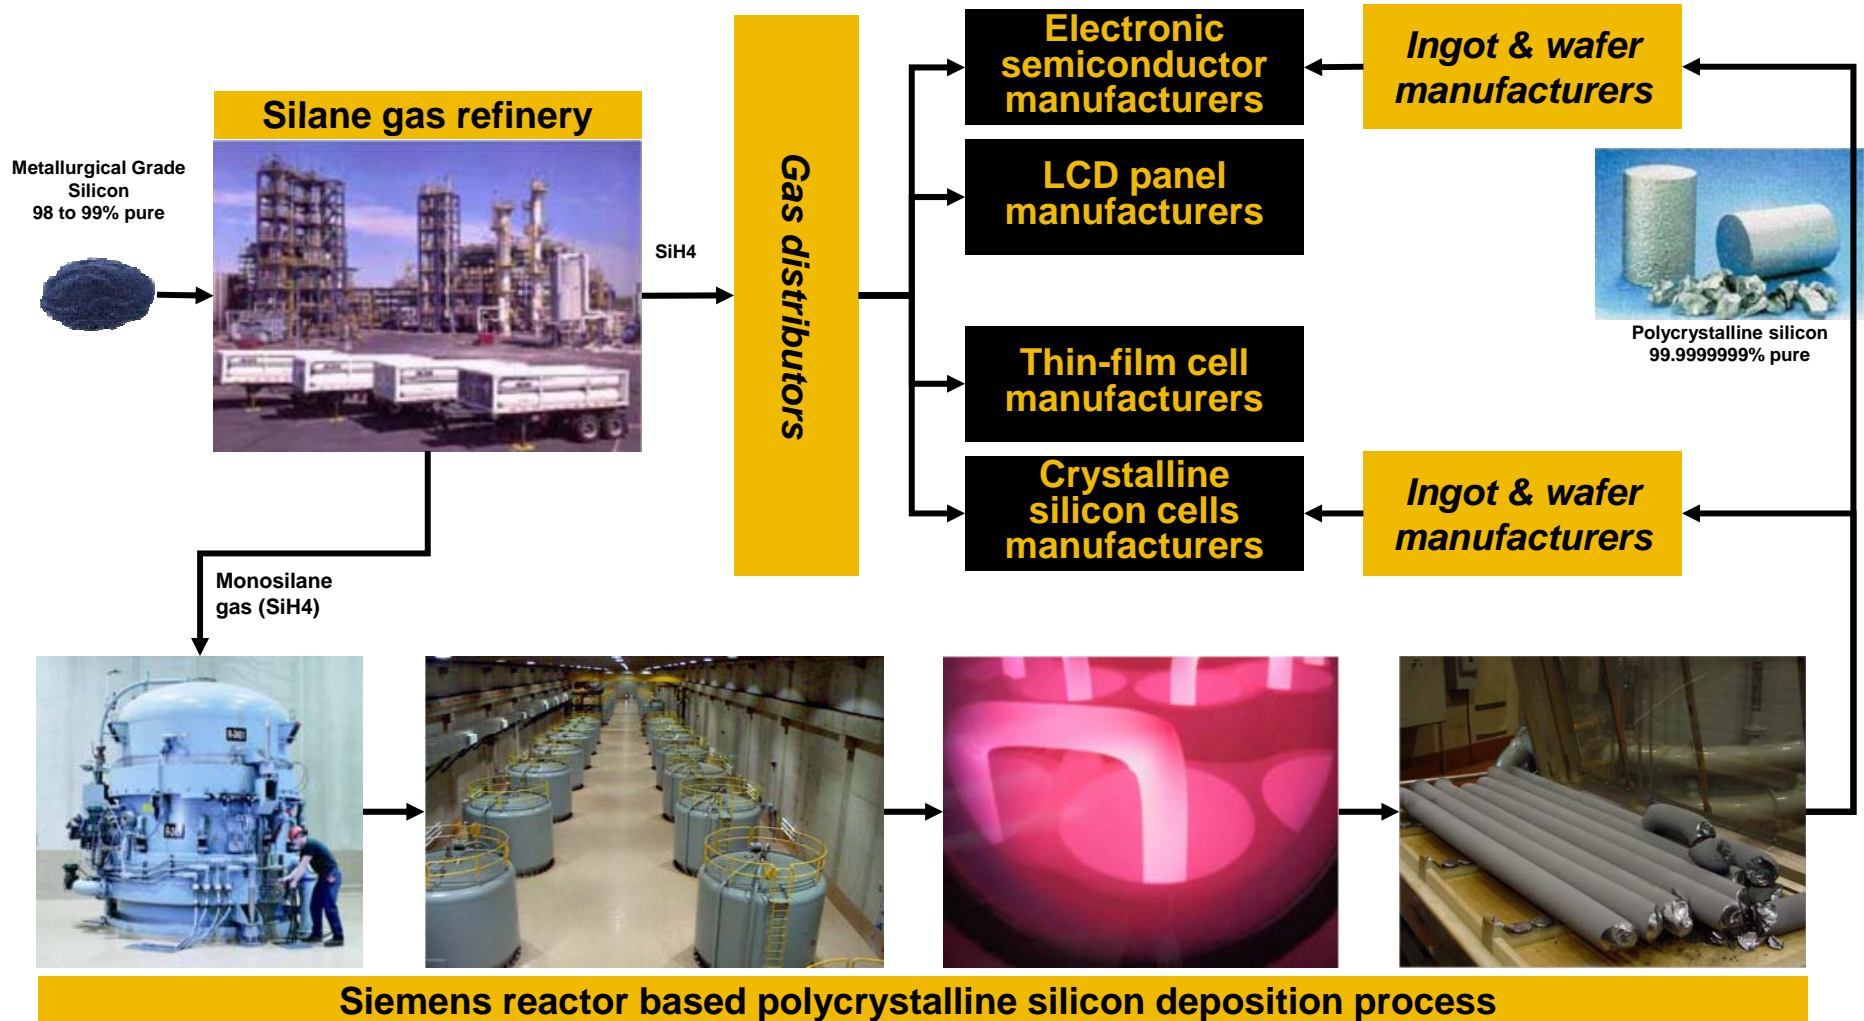 Silane gas refinery
Metallurgical Grade
Silicon
98 to 99% pure
SiH4
Gas distributors
Electronic
semiconductor
manufacturers
LCD panel
manufacturers
Thin-film cell
manufacturers
Crystalline
silicon cells
manufacturers
Ingot & wafer
manufacturers
Polycrystalline silicon
99.9999999% pure
Ingot & wafer
manufacturers
Monosilane
gas (SiH4)
Siemens reactor based polycrystalline silicon deposition process